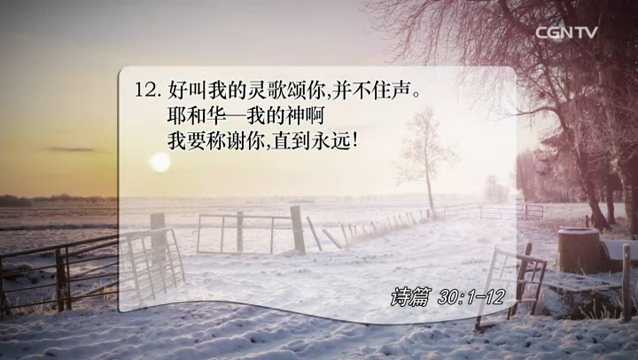 CGNTV
12. 好叫我的灵歌颂你,并不住声。
耶和华─我的神啊
我要称谢你,直到永远!
诗篇 30:1-12